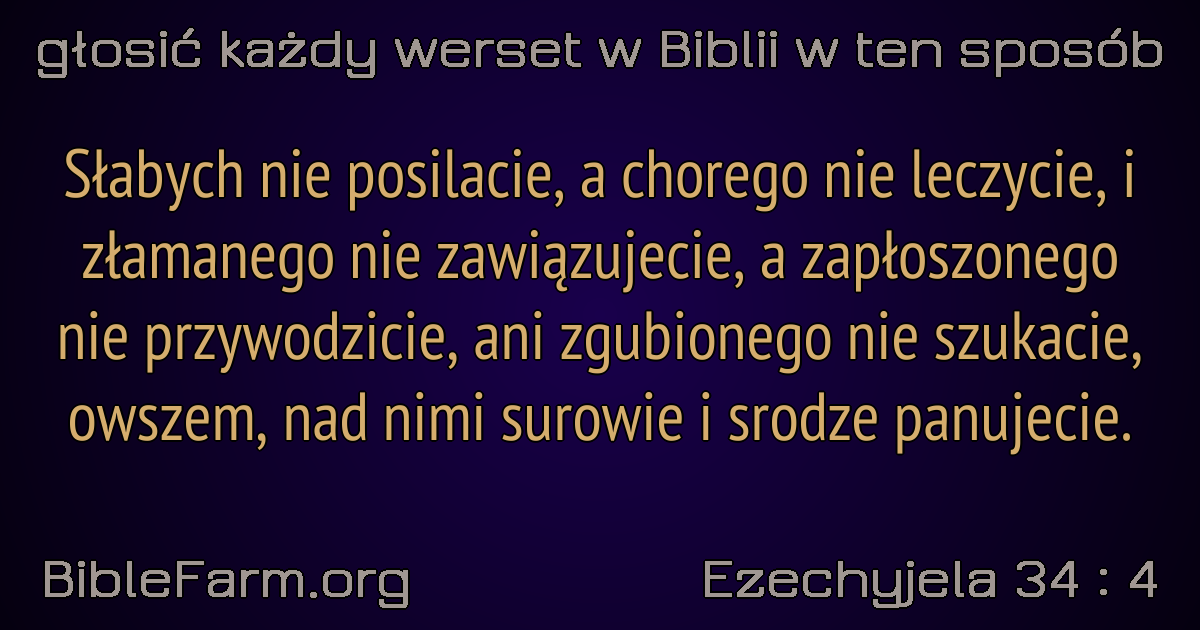 głosić każdy werset w Biblii w ten sposób
Słabych nie posilacie, a chorego nie leczycie, i
złamanego nie zawiązujecie, a zapłoszonego
nie przywodzicie, ani zgubionego nie szukacie,
owszem, nad nimi surowie i srodze panujecie.
BibleFarm.org
Ezechyjela 34 : 4